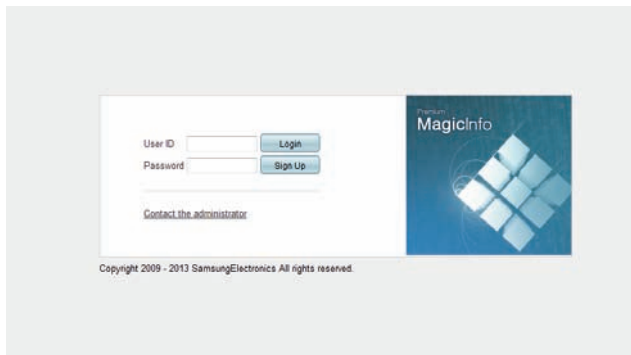 Premium
MagicInfo
User ID
Login
Password
Sign Up
Contact the administrator
Copyright 2009 - 2013 SamsungElectronics All rights reserved.